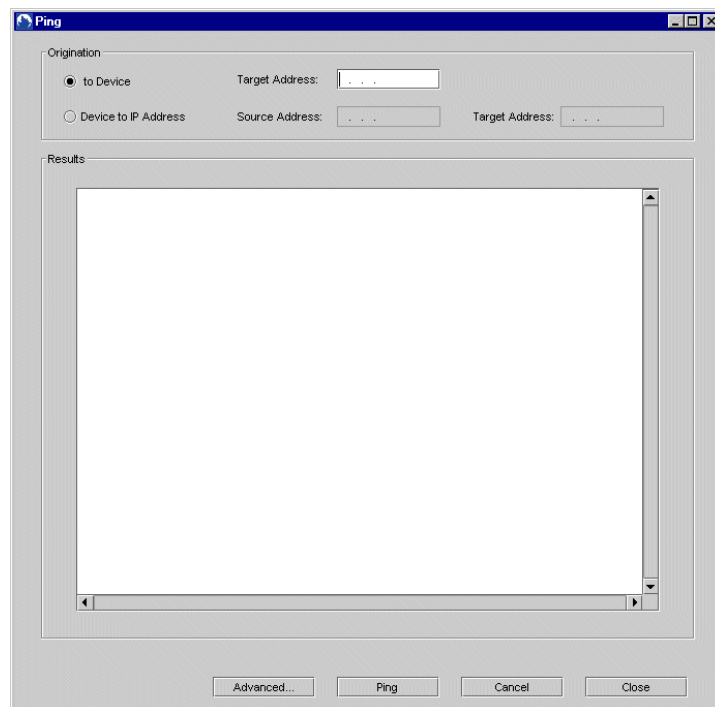 Ping
Origination
to Device Target Address: . . .
Device to IP Address Source Address: . . . Target Address: . . .
Results
Advanced... Ping Cancel Close